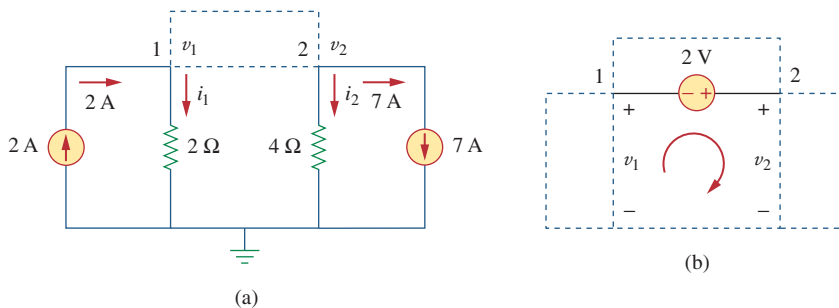 1 v₁ 2 v₂
2 A i₁ i₂ 7 A
2 A 2 Ω 4 Ω 7 A
(a)
2 V
1 − + 2
+ +
v₁ v₂
− −
(b)